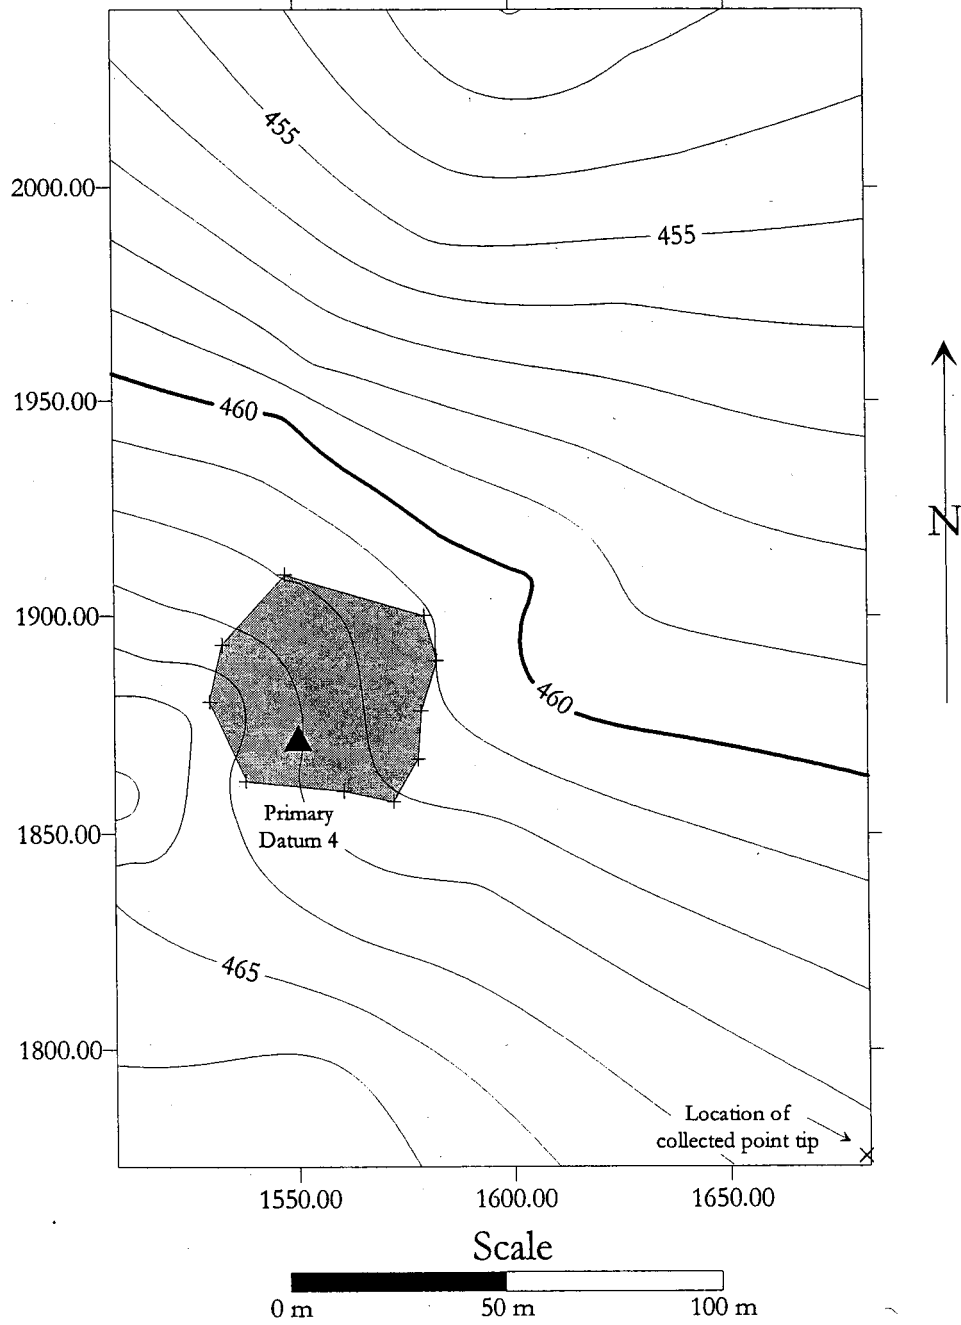 455
2000.00
455
1950.00
460
N
1900.00
460
Primary
Datum 4
1850.00
465
1800.00
Location of
collected point tip
1550.00 1600.00 1650.00
Scale
0 m 50 m 100 m